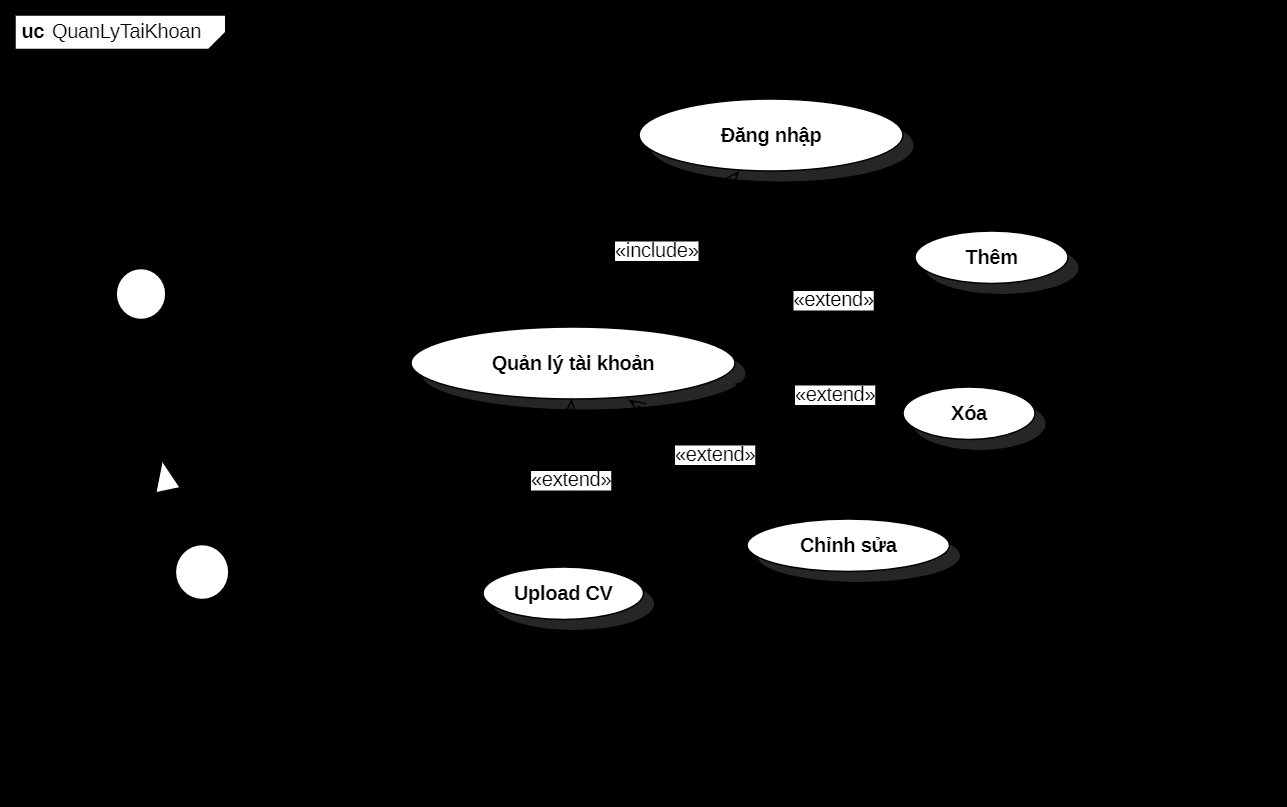 uc QuanLyTaiKhoan
Đăng nhập
«include»
Thêm
«extend»
Quản lý tài khoản
«extend»
Xóa
«extend»
«extend»
Chỉnh sửa
Upload CV